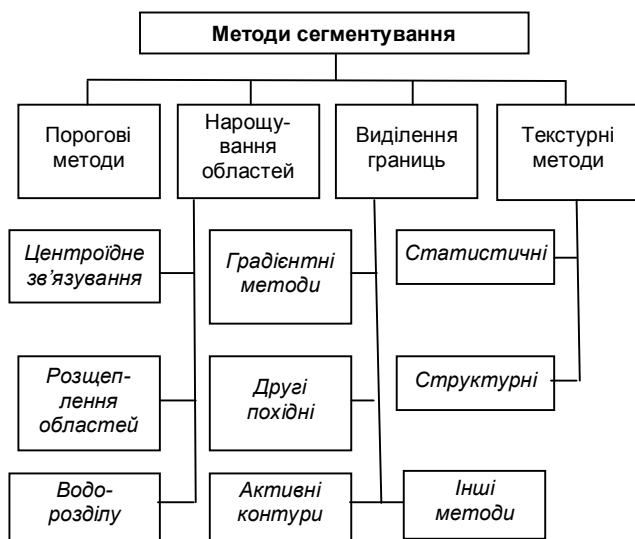 Методи сегментування
Порогові
методи
Нарощу-
вання
областей
Виділення
границь
Текстурні
методи
Центроїдне
зв’язування
Градієнтні
методи
Статистичні
Розщеп-
лення
областей
Другі
похідні
Структурні
Водо-
розділу
Активні
контури
Інші
методи